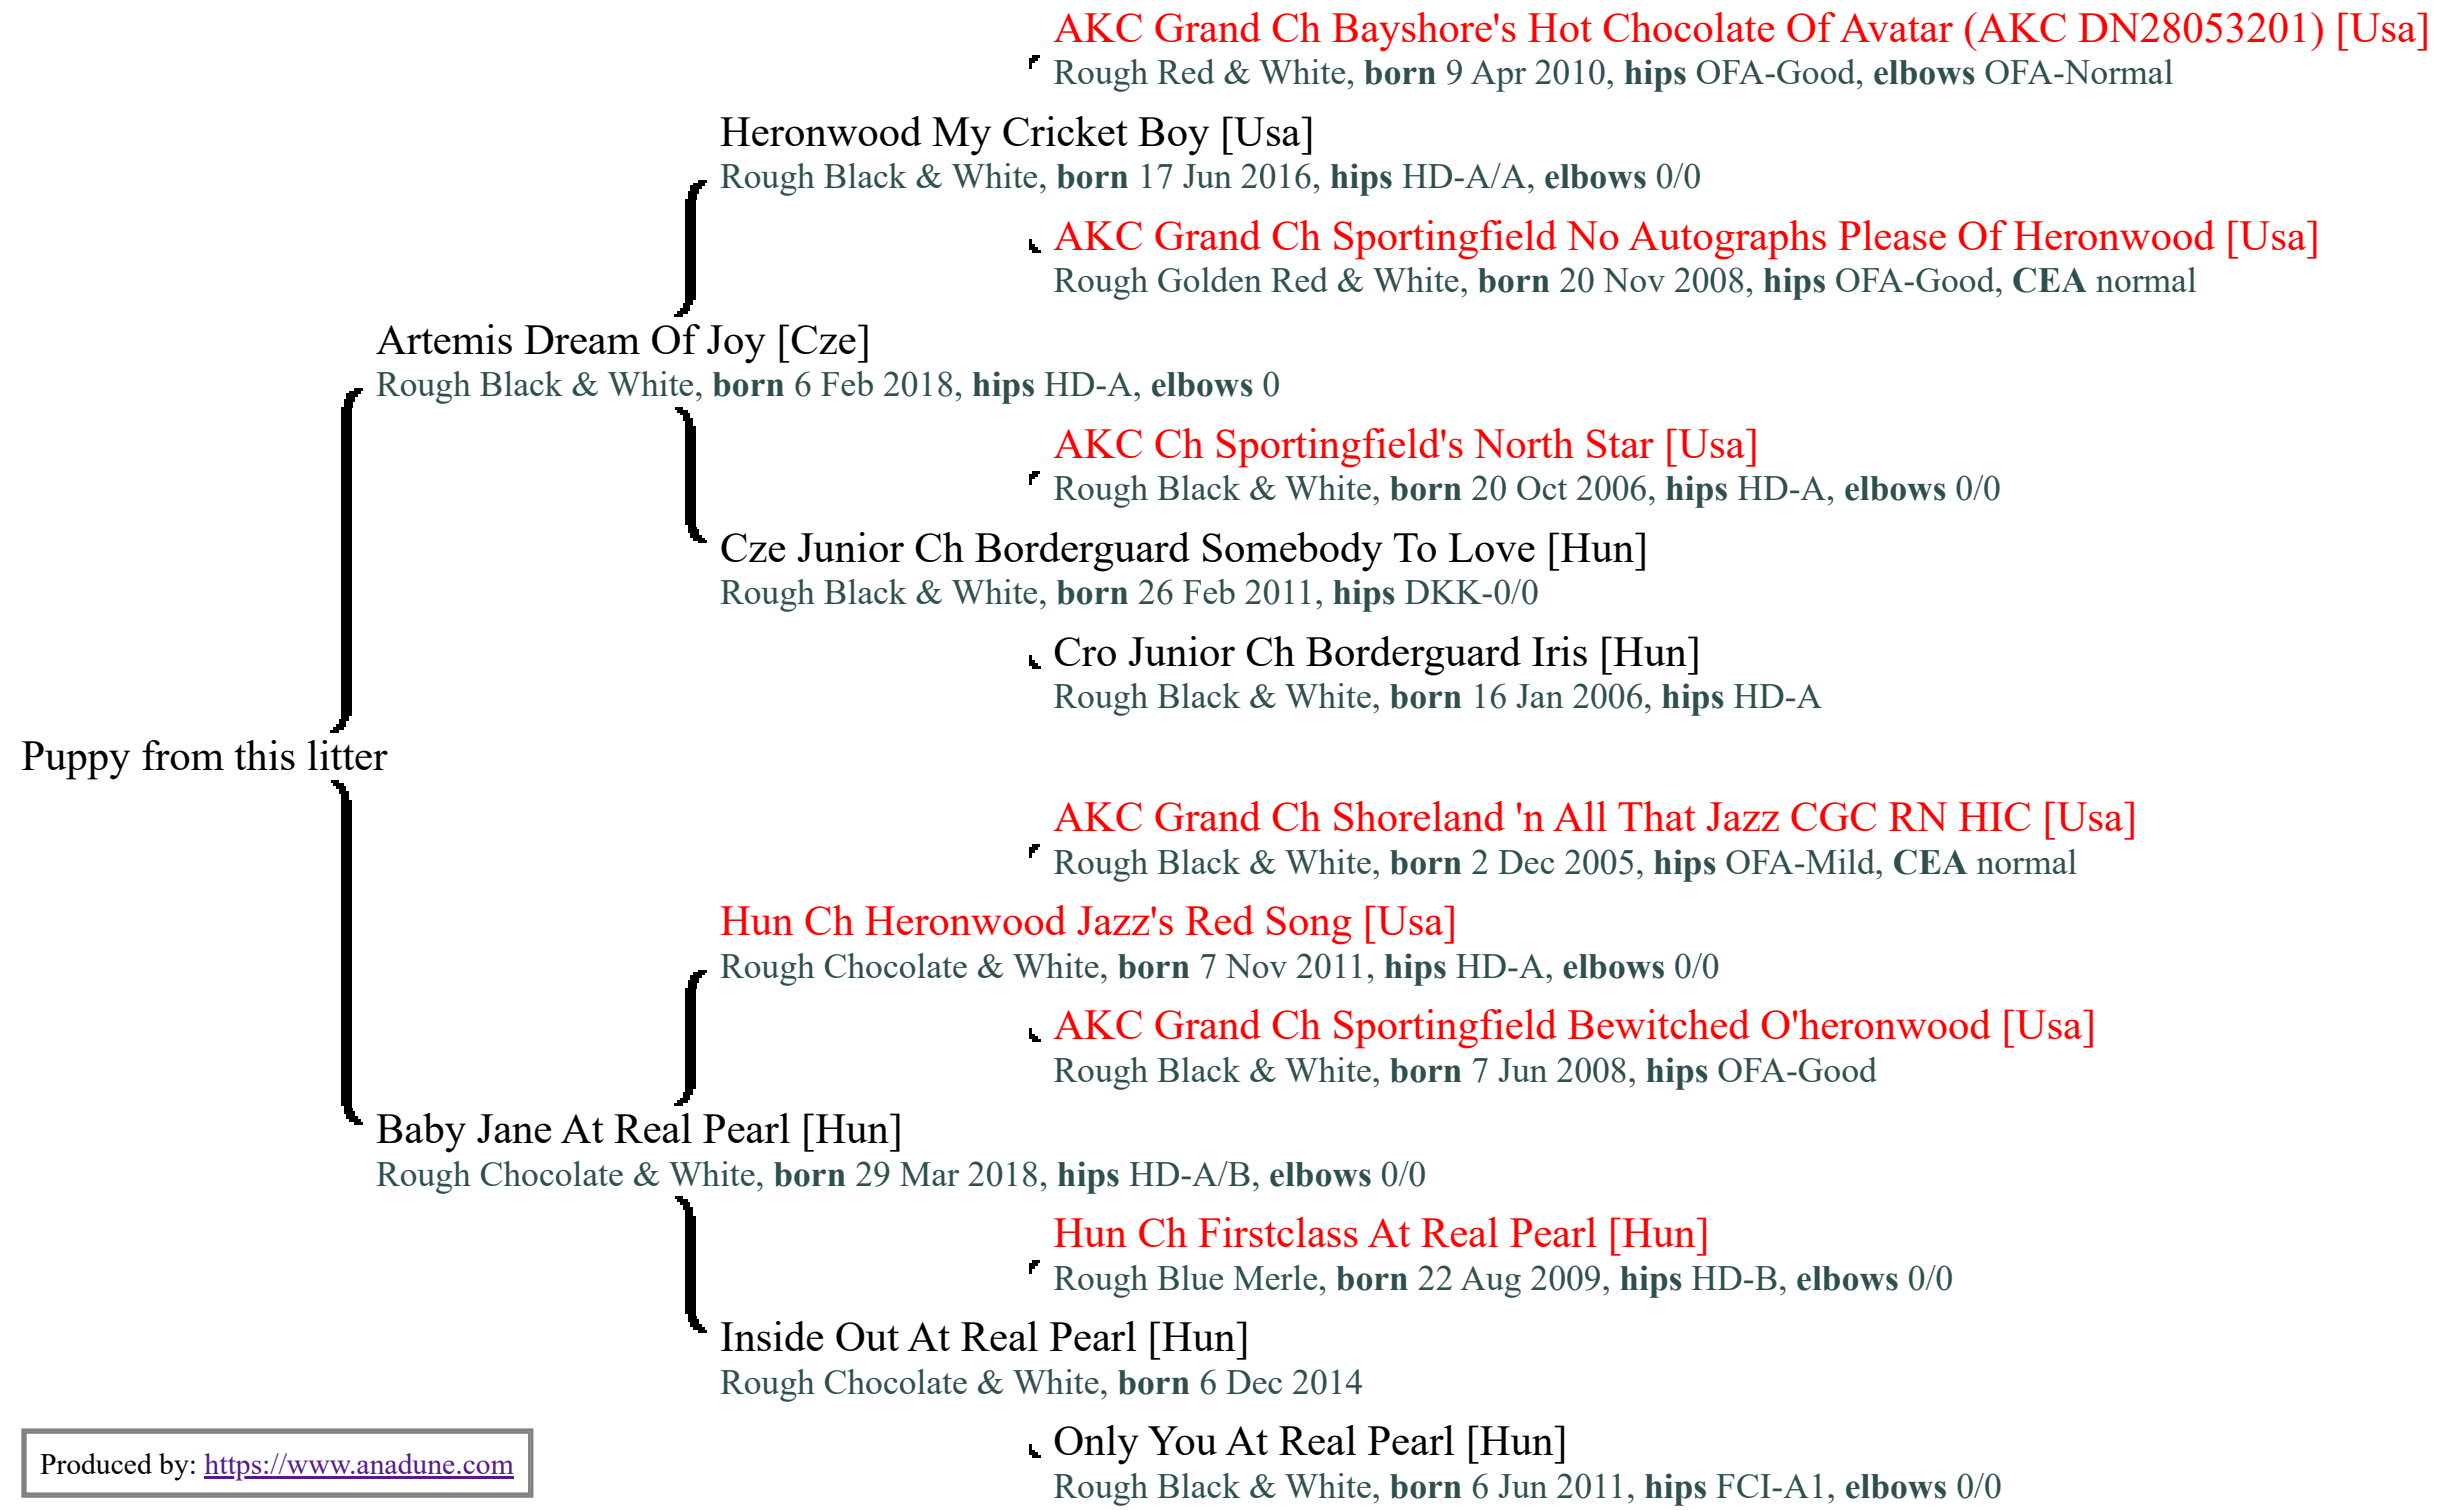 AKC Grand Ch Bayshore's Hot Chocolate Of Avatar (AKC DN28053201) [Usa]
Rough Red & White, born 9 Apr 2010, hips OFA-Good, elbows OFA-Normal
Heronwood My Cricket Boy [Usa]
Rough Black & White, born 17 Jun 2016, hips HD-A/A, elbows 0/0
AKC Grand Ch Sportingfield No Autographs Please Of Heronwood [Usa]
Rough Golden Red & White, born 20 Nov 2008, hips OFA-Good, CEA normal
Artemis Dream Of Joy [Cze]
Rough Black & White, born 6 Feb 2018, hips HD-A, elbows 0
AKC Ch Sportingfield's North Star [Usa]
Rough Black & White, born 20 Oct 2006, hips HD-A, elbows 0/0
Cze Junior Ch Borderguard Somebody To Love [Hun]
Rough Black & White, born 26 Feb 2011, hips DKK-0/0
Cro Junior Ch Borderguard Iris [Hun]
Rough Black & White, born 16 Jan 2006, hips HD-A
Puppy from this litter
AKC Grand Ch Shoreland 'n All That Jazz CGC RN HIC [Usa]
Rough Black & White, born 2 Dec 2005, hips OFA-Mild, CEA normal
Hun Ch Heronwood Jazz's Red Song [Usa]
Rough Chocolate & White, born 7 Nov 2011, hips HD-A, elbows 0/0
AKC Grand Ch Sportingfield Bewitched O'heronwood [Usa]
Rough Black & White, born 7 Jun 2008, hips OFA-Good
Baby Jane At Real Pearl [Hun]
Rough Chocolate & White, born 29 Mar 2018, hips HD-A/B, elbows 0/0
Hun Ch Firstclass At Real Pearl [Hun]
Rough Blue Merle, born 22 Aug 2009, hips HD-B, elbows 0/0
Inside Out At Real Pearl [Hun]
Rough Chocolate & White, born 6 Dec 2014
Only You At Real Pearl [Hun]
Rough Black & White, born 6 Jun 2011, hips FCI-A1, elbows 0/0
Produced by: https://www.anadune.com